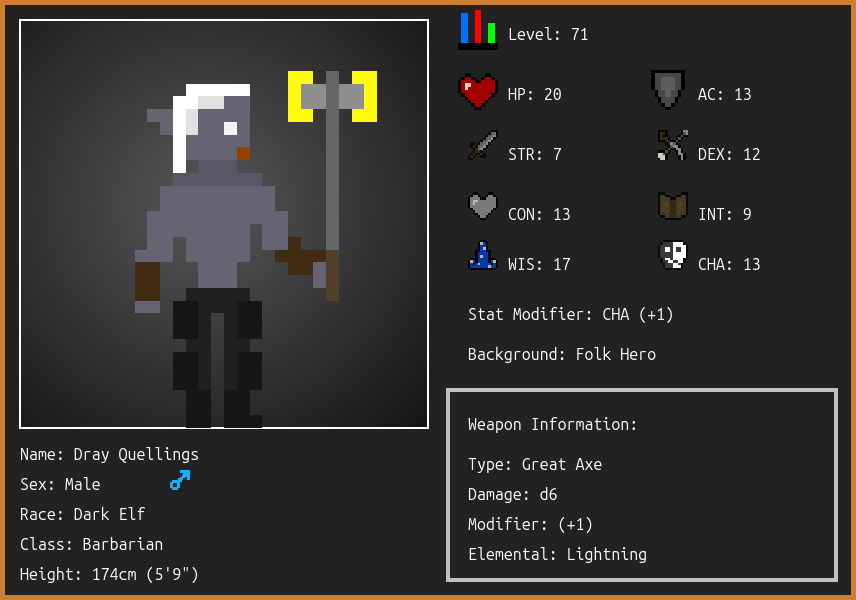 Level: 71
HP: 20
AC: 13
STR: 7
DEX: 12
CON: 13
INT: 9
WIS: 17
CHA: 13
Stat Modifier: CHA (+1)
Background: Folk Hero
Weapon Information:
Type: Great Axe
Damage: d6
Modifier: (+1)
Elemental: Lightning
Name: Dray Quellings
Sex: Male
Race: Dark Elf
Class: Barbarian
Height: 174cm (5'9")